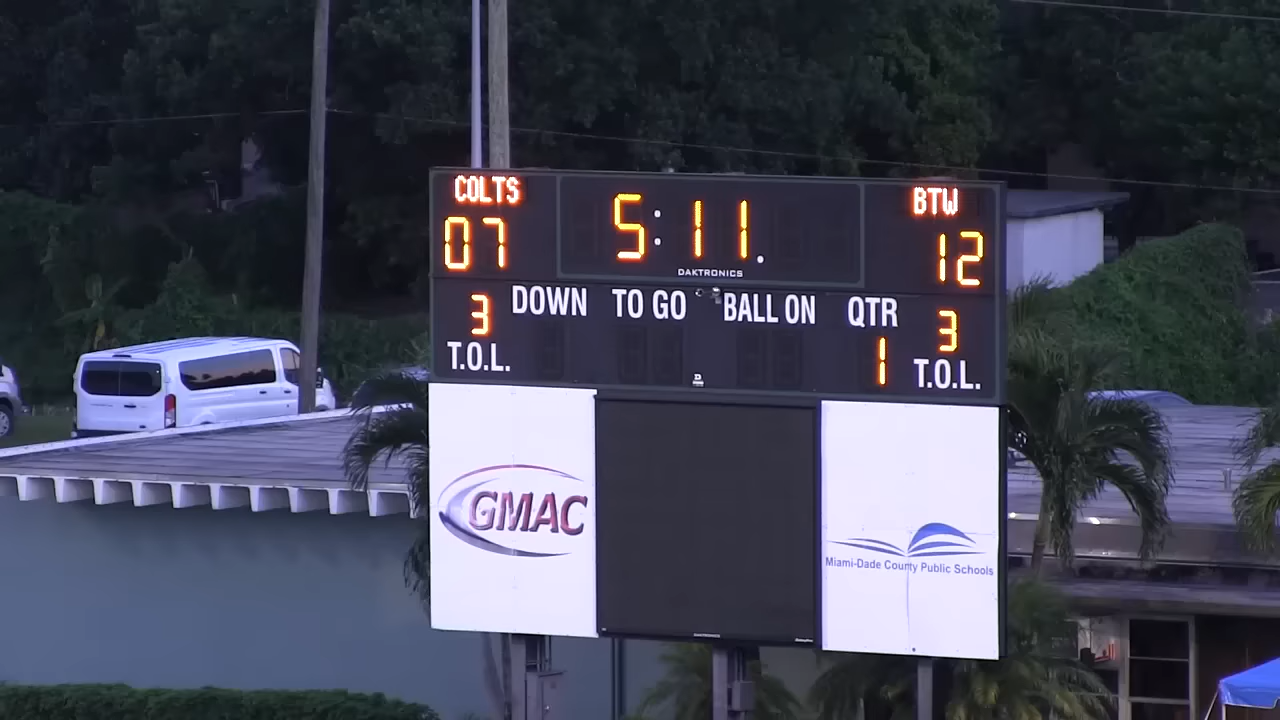 COLTS 5:11. BTW
07 12
DAKTRONICS
3 DOWN TO GO BALL ON QTR 3
T.O.L. 1 T.O.L.
GMAC
Miami-Dade County Public Schools